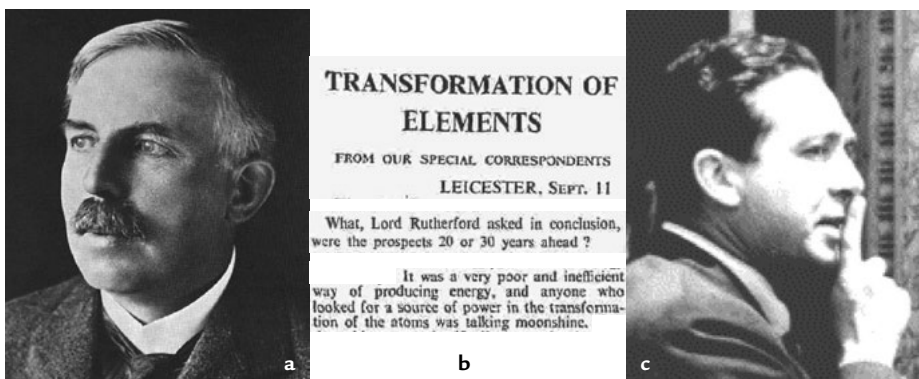 TRANSFORMATION OF
ELEMENTS
FROM OUR SPECIAL CORRESPONDENTS
LEICESTER, SEPT. 11
What, Lord Rutherford asked in conclusion,
were the prospects 20 or 30 years ahead ?
It was a very poor and inefficient
way of producing energy, and anyone who
looked for a source of power in the transforma-
tion of the atoms was talking moonshine.
a
b
c